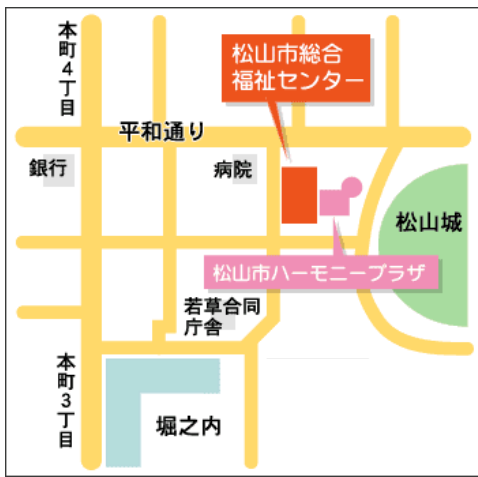 本町4丁目
松山市総合
福祉センター
平和通り
銀行
病院
松山城
松山市ハーモニープラザ
若草合同
庁舎
本町3丁目
堀之内